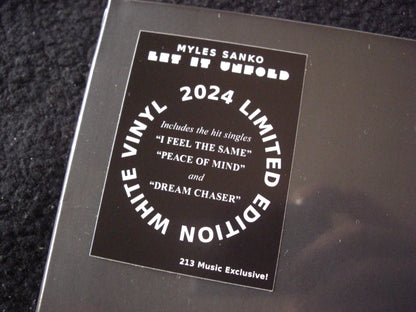 MYLES SANKO
LET IT UNFOLD
2024 LIMITED EDITION WHITE VINYL
Includes the hit singles
“I FEEL THE SAME”
“PEACE OF MIND”
and
“DREAM CHASER”
213 Music Exclusive!